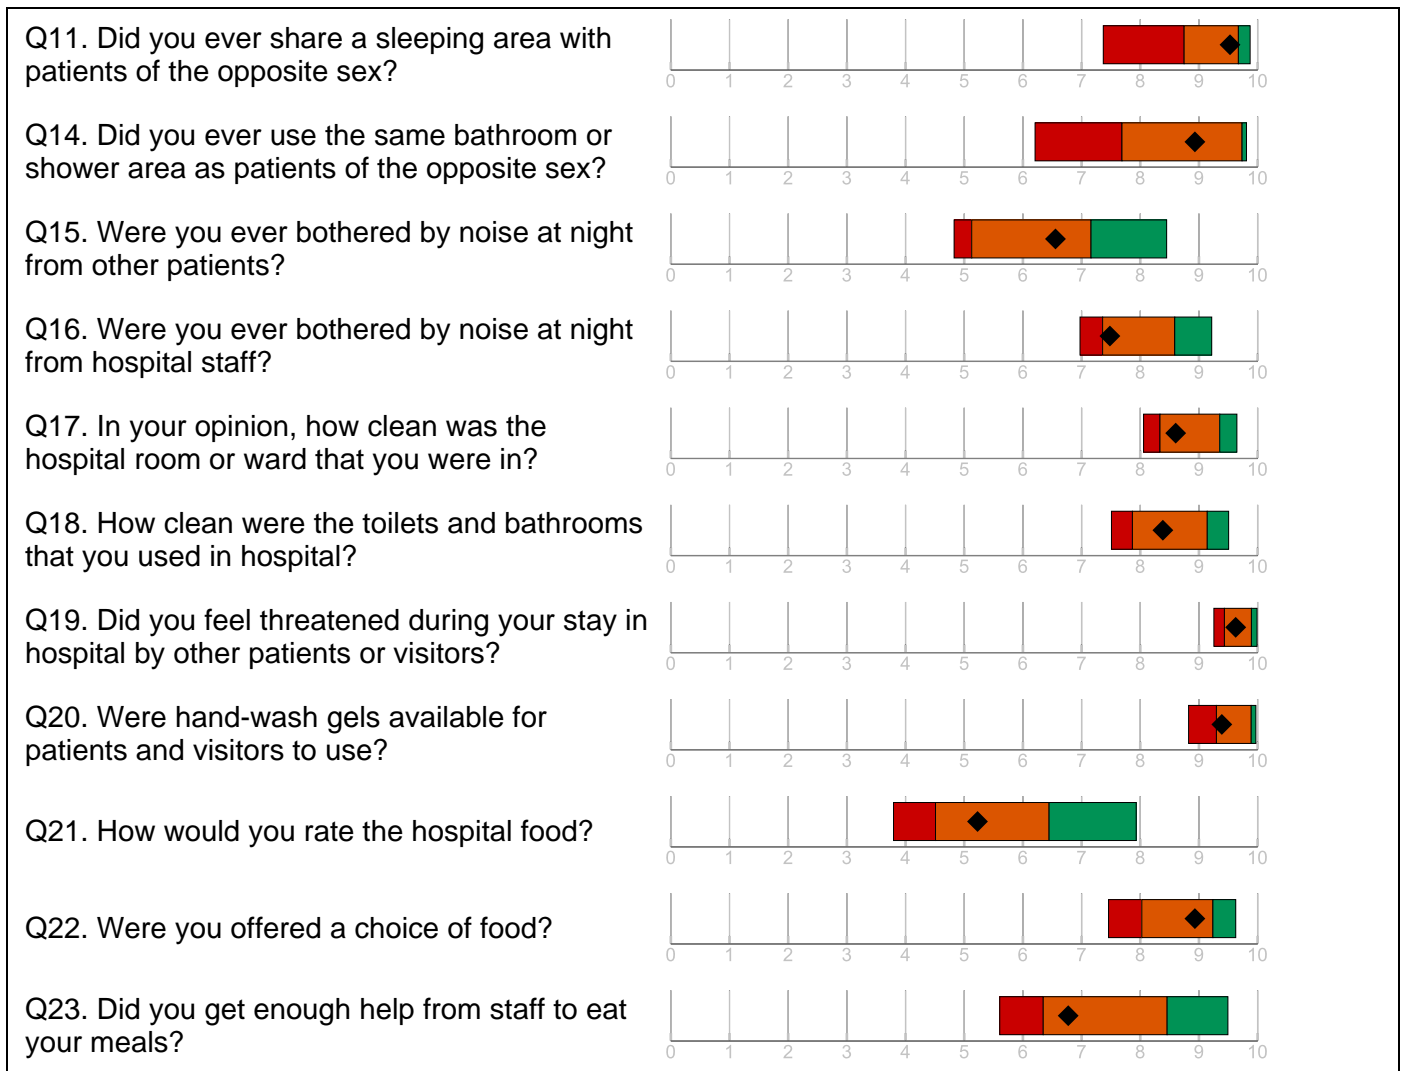 Q11. Did you ever share a sleeping area with
patients of the opposite sex?
0 1 2 3 4 5 6 7 8 9 10
Q14. Did you ever use the same bathroom or
shower area as patients of the opposite sex?
0 1 2 3 4 5 6 7 8 9 10
Q15. Were you ever bothered by noise at night
from other patients?
0 1 2 3 4 5 6 7 8 9 10
Q16. Were you ever bothered by noise at night
from hospital staff?
0 1 2 3 4 5 6 7 8 9 10
Q17. In your opinion, how clean was the
hospital room or ward that you were in?
0 1 2 3 4 5 6 7 8 9 10
Q18. How clean were the toilets and bathrooms
that you used in hospital?
0 1 2 3 4 5 6 7 8 9 10
Q19. Did you feel threatened during your stay in
hospital by other patients or visitors?
0 1 2 3 4 5 6 7 8 9 10
Q20. Were hand-wash gels available for
patients and visitors to use?
0 1 2 3 4 5 6 7 8 9 10
Q21. How would you rate the hospital food?
0 1 2 3 4 5 6 7 8 9 10
Q22. Were you offered a choice of food?
0 1 2 3 4 5 6 7 8 9 10
Q23. Did you get enough help from staff to eat
your meals?
0 1 2 3 4 5 6 7 8 9 10